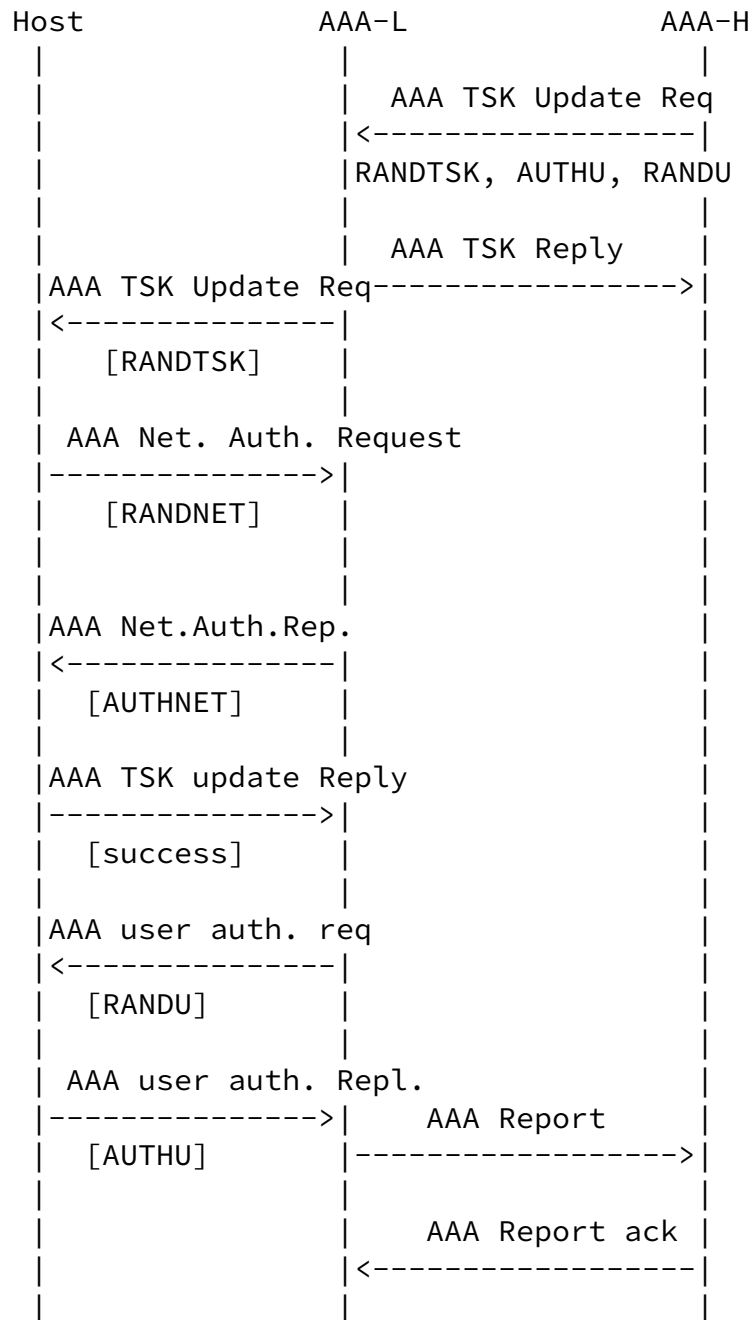 Host AAA-L AAA-H
AAA TSK Update Req
RANDTSK, AUTHU, RANDU
AAA TSK Reply
AAA TSK Update Req
[RANDTSK]
AAA Net. Auth. Request
[RANDNET]
AAA Net.Auth.Rep.
[AUTHNET]
AAA TSK update Reply
[success]
AAA user auth. req
[RANDU]
AAA user auth. Repl.
AAA Report
[AUTHU]
AAA Report ack